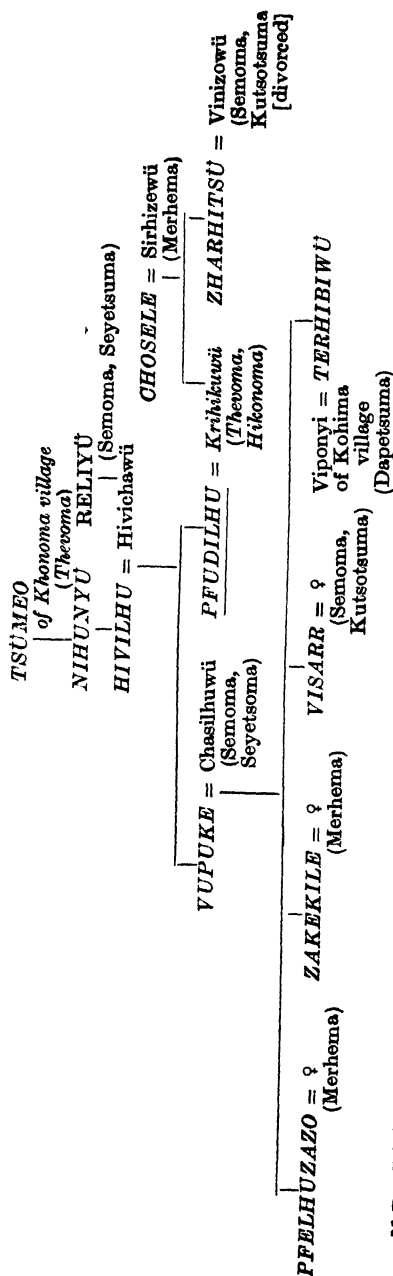 TSÜMEO
of Khonoma village
(Thevoma)
NIHUNYÜ RELIYÜ
(Semoma, Seyetsuma)
HIVILHU = Hivichawü
CHOSELE = Sirhizewü
(Merhema)
VUPUKE = Chasilhuwü
(Semoma,
Seyetsoma)
PFUDILHU = Krihikuwü
(Thevoma,
Hikonoma)
ZHARHITSÜ = Vinizowü
(Semoma,
Kutsotsuma
[divorced]
PFELHUZAZO = ♀
(Merhema)
ZAKEKILE = ♀
(Merhema)
VISARR = ♀
(Semoma,
Kutsotsuma)
Viponyi = TERHIBIWÜ
of Kohima
village
(Dapetsuma)